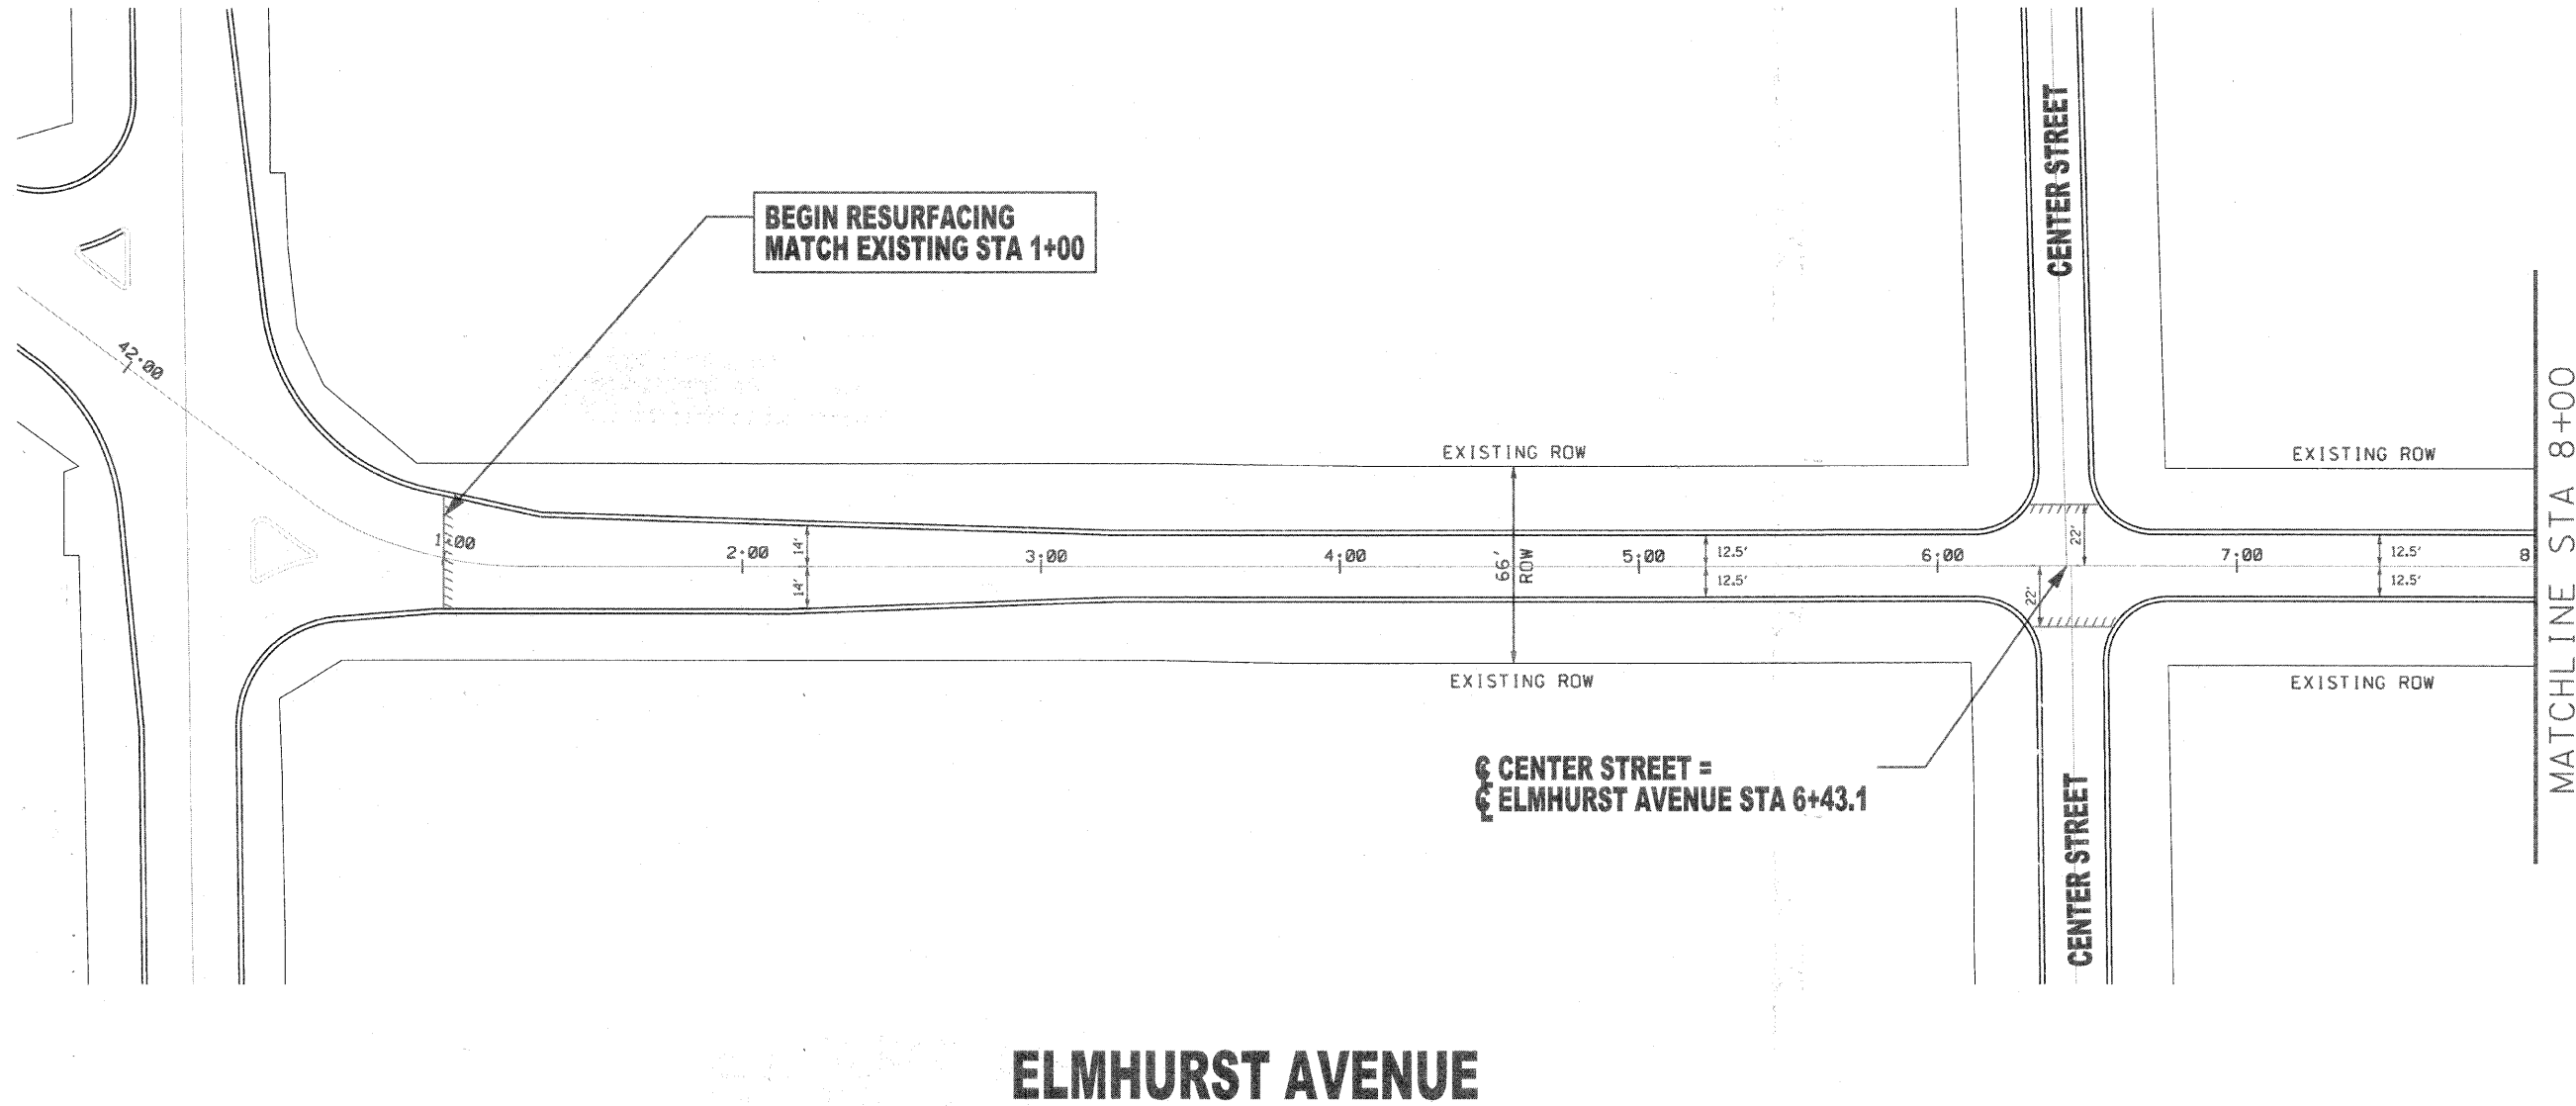 CENTER STREET
BEGIN RESURFACING
MATCH EXISTING STA 1+00
42+00
EXISTING ROW
EXISTING ROW
MATCHLINE STA 8+00
1+00
2+00
14'
14'
3+00
4+00
66'
ROW
5+00
12.5'
12.5'
6+00
22'
22'
7+00
12.5'
12.5'
8
EXISTING ROW
EXISTING ROW
℄ CENTER STREET =
℄ ELMHURST AVENUE STA 6+43.1
CENTER STREET
ELMHURST AVENUE